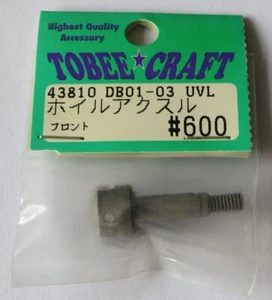 Highest Quality
Accessary
TOBEE★CRAFT
43810 DB01-03 UVL
ホイルアクスル
フロント
#600